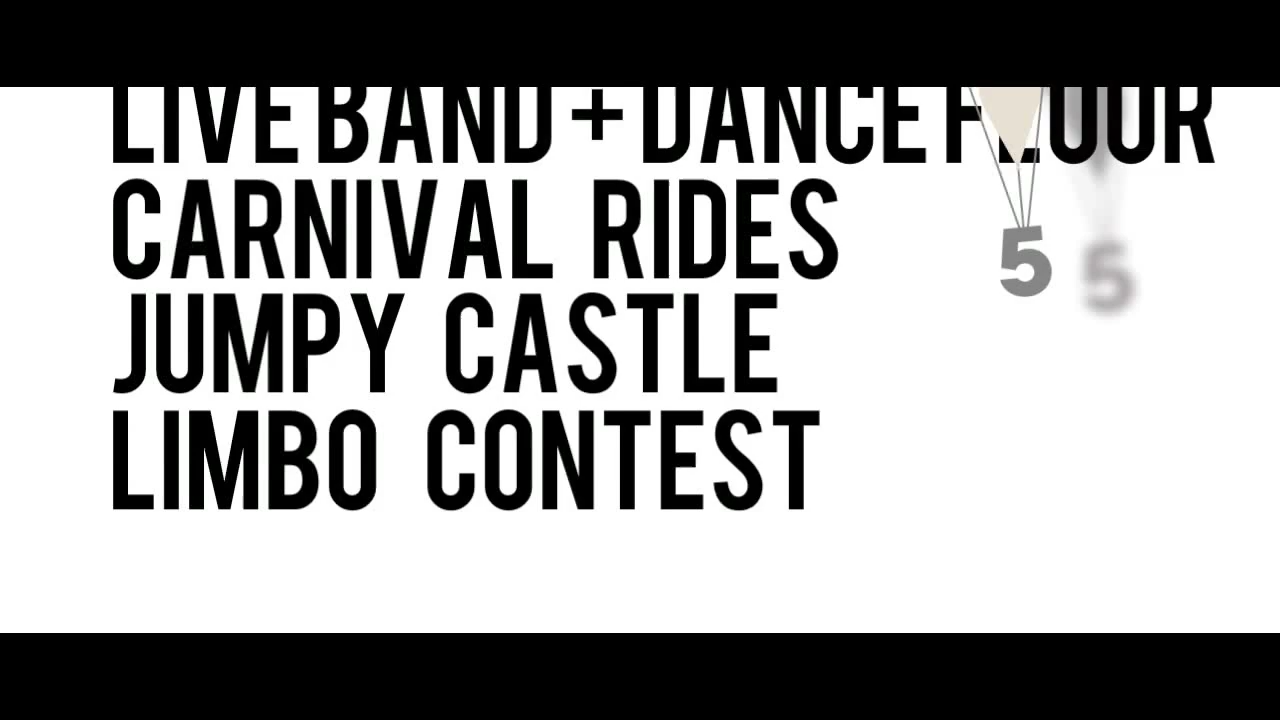 LIVE BAND + DANCE FLOOR
CARNIVAL RIDES
5
5
JUMPY CASTLE
LIMBO CONTEST